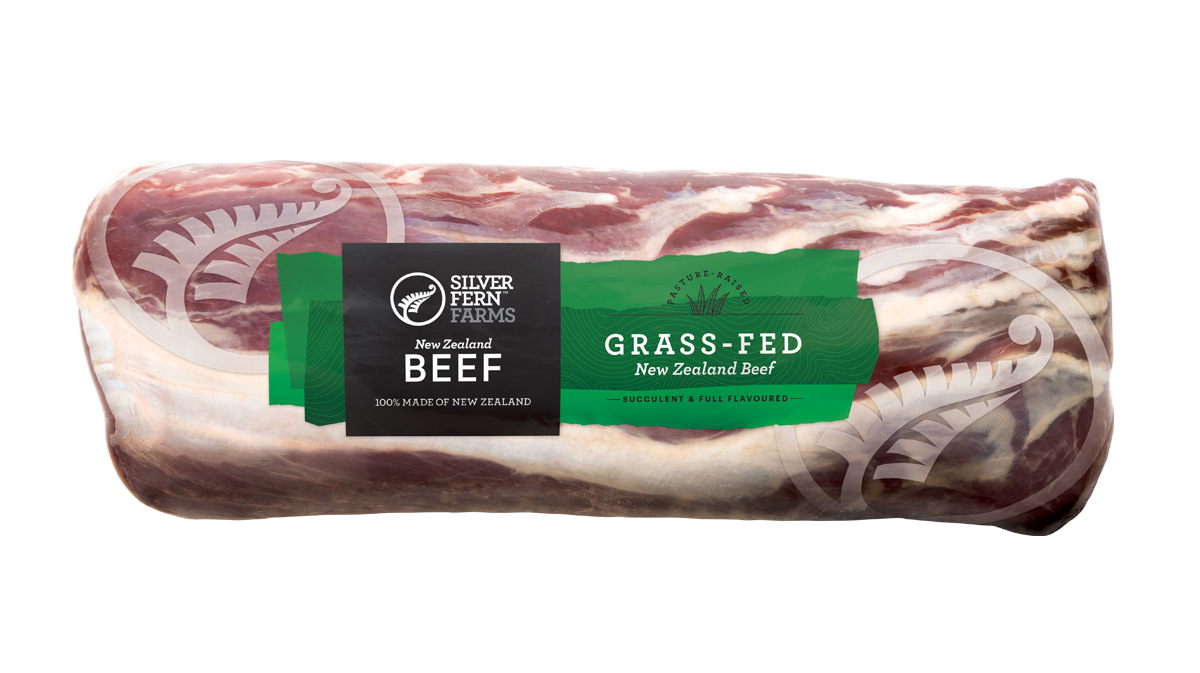 SILVER
FERN™
FARMS
New Zealand
BEEF
100% MADE OF NEW ZEALAND
PASTURE-RAISED
GRASS-FED
New Zealand Beef
SUCCULENT & FULL FLAVOURED